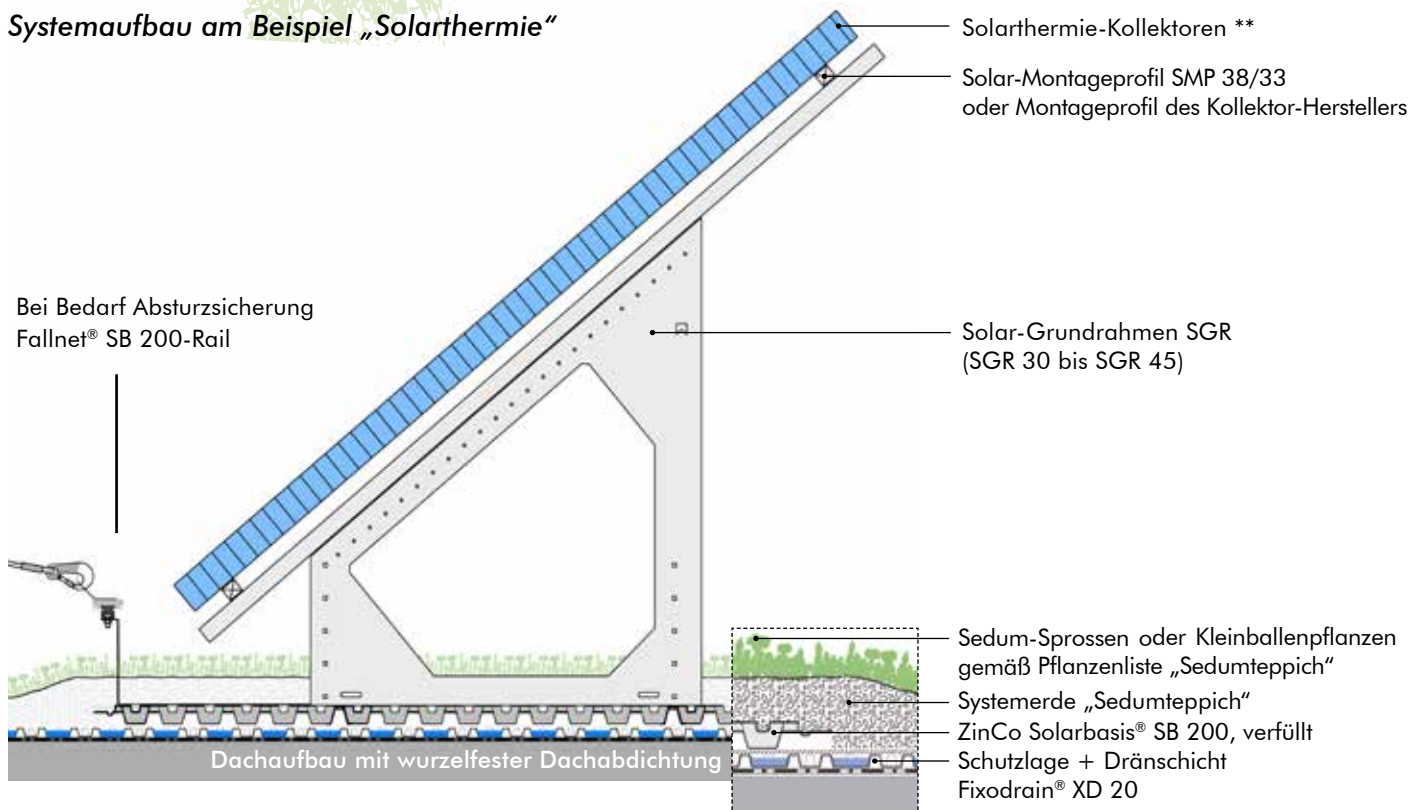 Systemaufbau am Beispiel „Solarthermie“
Solarthermie-Kollektoren **
Solar-Montageprofil SMP 38/33
oder Montageprofil des Kollektor-Herstellers
Bei Bedarf Absturzsicherung
Fallnet® SB 200-Rail
Solar-Grundrahmen SGR
(SGR 30 bis SGR 45)
Sedum-Sprossen oder Kleinballenpflanzen
gemäß Pflanzenliste „Sedumteppich“
Systemerde „Sedumteppich“
ZinCo Solarbasis® SB 200, verfüllt
Schutzlage + Dränschicht
Fixodrain® XD 20
Dachaufbau mit wurzelfester Dachabdichtung